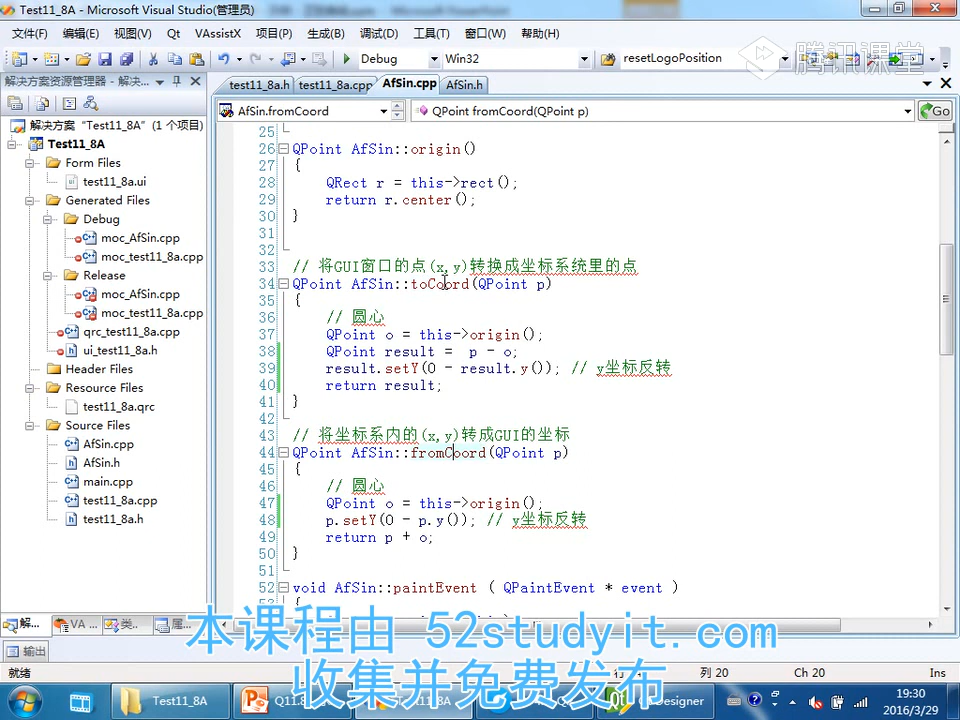 Test11_8A - Microsoft Visual Studio(管理员)
文件(F) 编辑(E) 视图(V) Qt VAssistX 项目(P) 生成(B) 调试(D) 工具(T) 窗口(W) 帮助(H)
Debug Win32 resetLogoPosition
腾讯课堂
解决方案资源管理器 - 解决...
test11_8a.h test11_8a.cpp AfSin.cpp AfSin.h
AfSin.fromCoord QPoint fromCoord(QPoint p) Go
解决方案 "Test11_8A" (1 个项目)
Test11_8A
Form Files
test11_8a.ui
Generated Files
Debug
moc_AfSin.cpp
moc_test11_8a.cpp
Release
moc_AfSin.cpp
moc_test11_8a.cpp
qrc_test11_8a.cpp
ui_test11_8a.h
Header Files
Resource Files
test11_8a.qrc
Source Files
AfSin.cpp
AfSin.h
main.cpp
test11_8a.cpp
test11_8a.h
25
26 QPoint AfSin::origin()
27 {
28 QRect r = this->rect();
29 return r.center();
30 }
31
32
33 // 将GUI窗口的点(x,y)转换成坐标系统里的点
34 QPoint AfSin::toCoord(QPoint p)
35 {
36 // 圆心
37 QPoint o = this->origin();
38 QPoint result = p - o;
39 result.setY(0 - result.y()); // y坐标反转
40 return result;
41 }
42
43 // 将坐标系内的(x,y)转成GUI的坐标
44 QPoint AfSin::fromCoord(QPoint p)
45 {
46 // 圆心
47 QPoint o = this->origin();
48 p.setY(0 - p.y()); // y坐标反转
49 return p + o;
50 }
51
52 void AfSin::paintEvent ( QPaintEvent * event )
解... VA ... 类... 属...
输出
本课程由 52studyit.com
收集并免费发布
就绪 列 20 Ch 20 Ins
Test11_8A Q11.8 Designer
19:30
2016/3/29